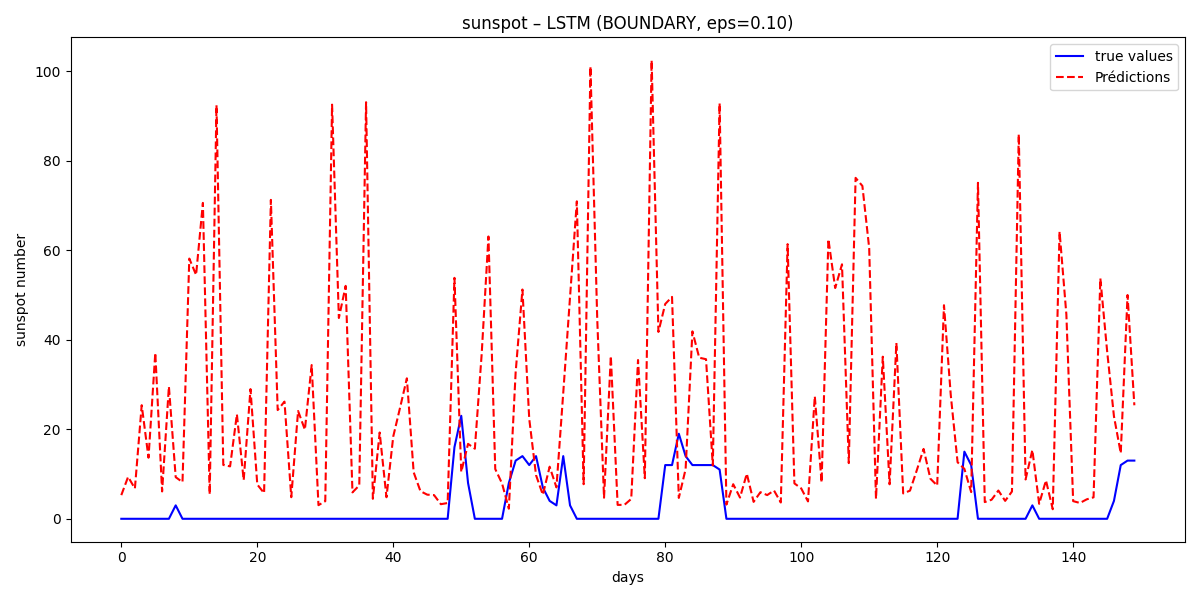 sunspot – LSTM (BOUNDARY, eps=0.10)
true values
Prédictions
sunspot number
100
80
60
40
20
0
0 20 40 60 80 100 120 140
days